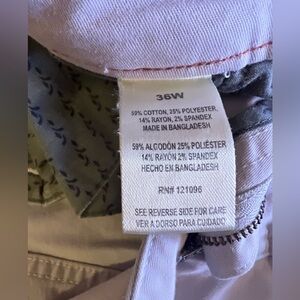 36W
59% COTTON, 25% POLYESTER,
14% RAYON, 2% SPANDEX
MADE IN BANGLADESH
59% ALGODÓN 25% POLIÉSTER
14% RAYON 2% SPANDEX
HECHO EN BANGLADESH
RN# 121096
SEE REVERSE SIDE FOR CARE
VER A DORSO PARA CUIDADO